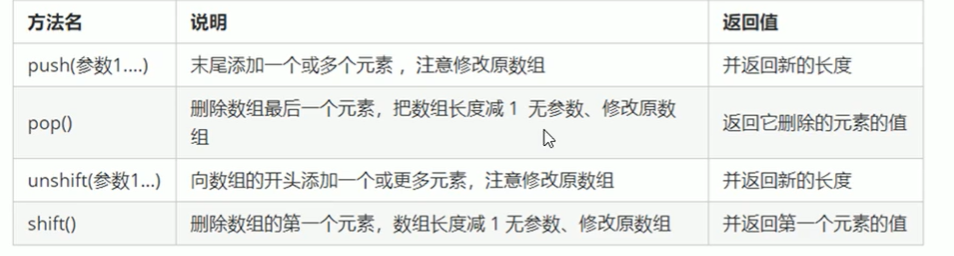 方法名 说明 返回值
push(参数1....) 末尾添加一个或多个元素，注意修改原数组 并返回新的长度
pop() 删除数组最后一个元素，把数组长度减 1 无参数、修改原数 返回它删除的元素的值
组
unshift(参数1...) 向数组的开头添加一个或更多元素，注意修改原数组 并返回新的长度
shift() 删除数组的第一个元素，数组长度减 1 无参数、修改原数组 并返回第一个元素的值